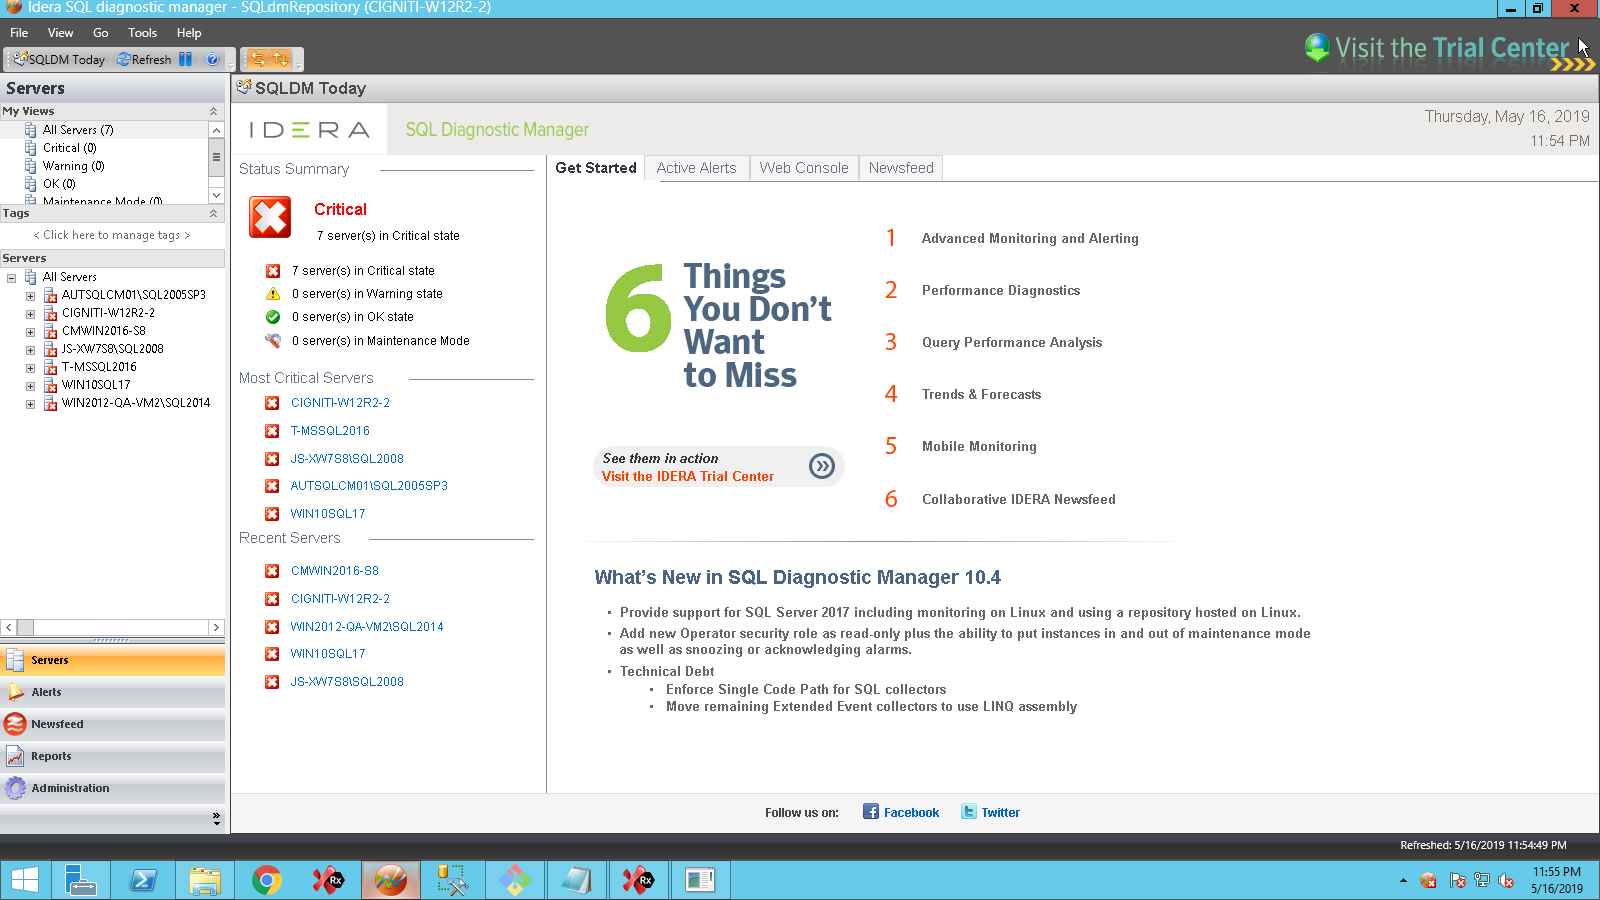 Idera SQL diagnostic manager - SQLdmRepository (CIGNITI-W12R2-2)
File View Go Tools Help
SQLDM Today Refresh
Visit the Trial Center
Servers
My Views
All Servers (7)
Critical (0)
Warning (0)
OK (0)
Maintenance Mode (0)
Tags
< Click here to manage tags >
Servers
All Servers
AUTSQLCM01\SQL2005SP3
CIGNITI-W12R2-2
CMWIN2016-S8
JS-XW7S8\SQL2008
T-MSSQL2016
WIN10SQL17
WIN2012-QA-VM2\SQL2014
Servers
Alerts
Newsfeed
Reports
Administration
SQLDM Today
IDERA SQL Diagnostic Manager
Thursday, May 16, 2019
11:54 PM
Status Summary
Critical
7 server(s) in Critical state
7 server(s) in Critical state
0 server(s) in Warning state
0 server(s) in OK state
0 server(s) in Maintenance Mode
Most Critical Servers
CIGNITI-W12R2-2
T-MSSQL2016
JS-XW7S8\SQL2008
AUTSQLCM01\SQL2005SP3
WIN10SQL17
Recent Servers
CMWIN2016-S8
CIGNITI-W12R2-2
WIN2012-QA-VM2\SQL2014
WIN10SQL17
JS-XW7S8\SQL2008
Get Started Active Alerts Web Console Newsfeed
6 Things
You Don't
Want
to Miss
See them in action
Visit the IDERA Trial Center
1 Advanced Monitoring and Alerting
2 Performance Diagnostics
3 Query Performance Analysis
4 Trends & Forecasts
5 Mobile Monitoring
6 Collaborative IDERA Newsfeed
What's New in SQL Diagnostic Manager 10.4
• Provide support for SQL Server 2017 including monitoring on Linux and using a repository hosted on Linux.
• Add new Operator security role as read-only plus the ability to put instances in and out of maintenance mode
as well as snoozing or acknowledging alarms.
• Technical Debt
• Enforce Single Code Path for SQL collectors
• Move remaining Extended Event collectors to use LINQ assembly
Follow us on: Facebook Twitter
Refreshed: 5/16/2019 11:54:49 PM
Rx
Rx
11:55 PM
5/16/2019